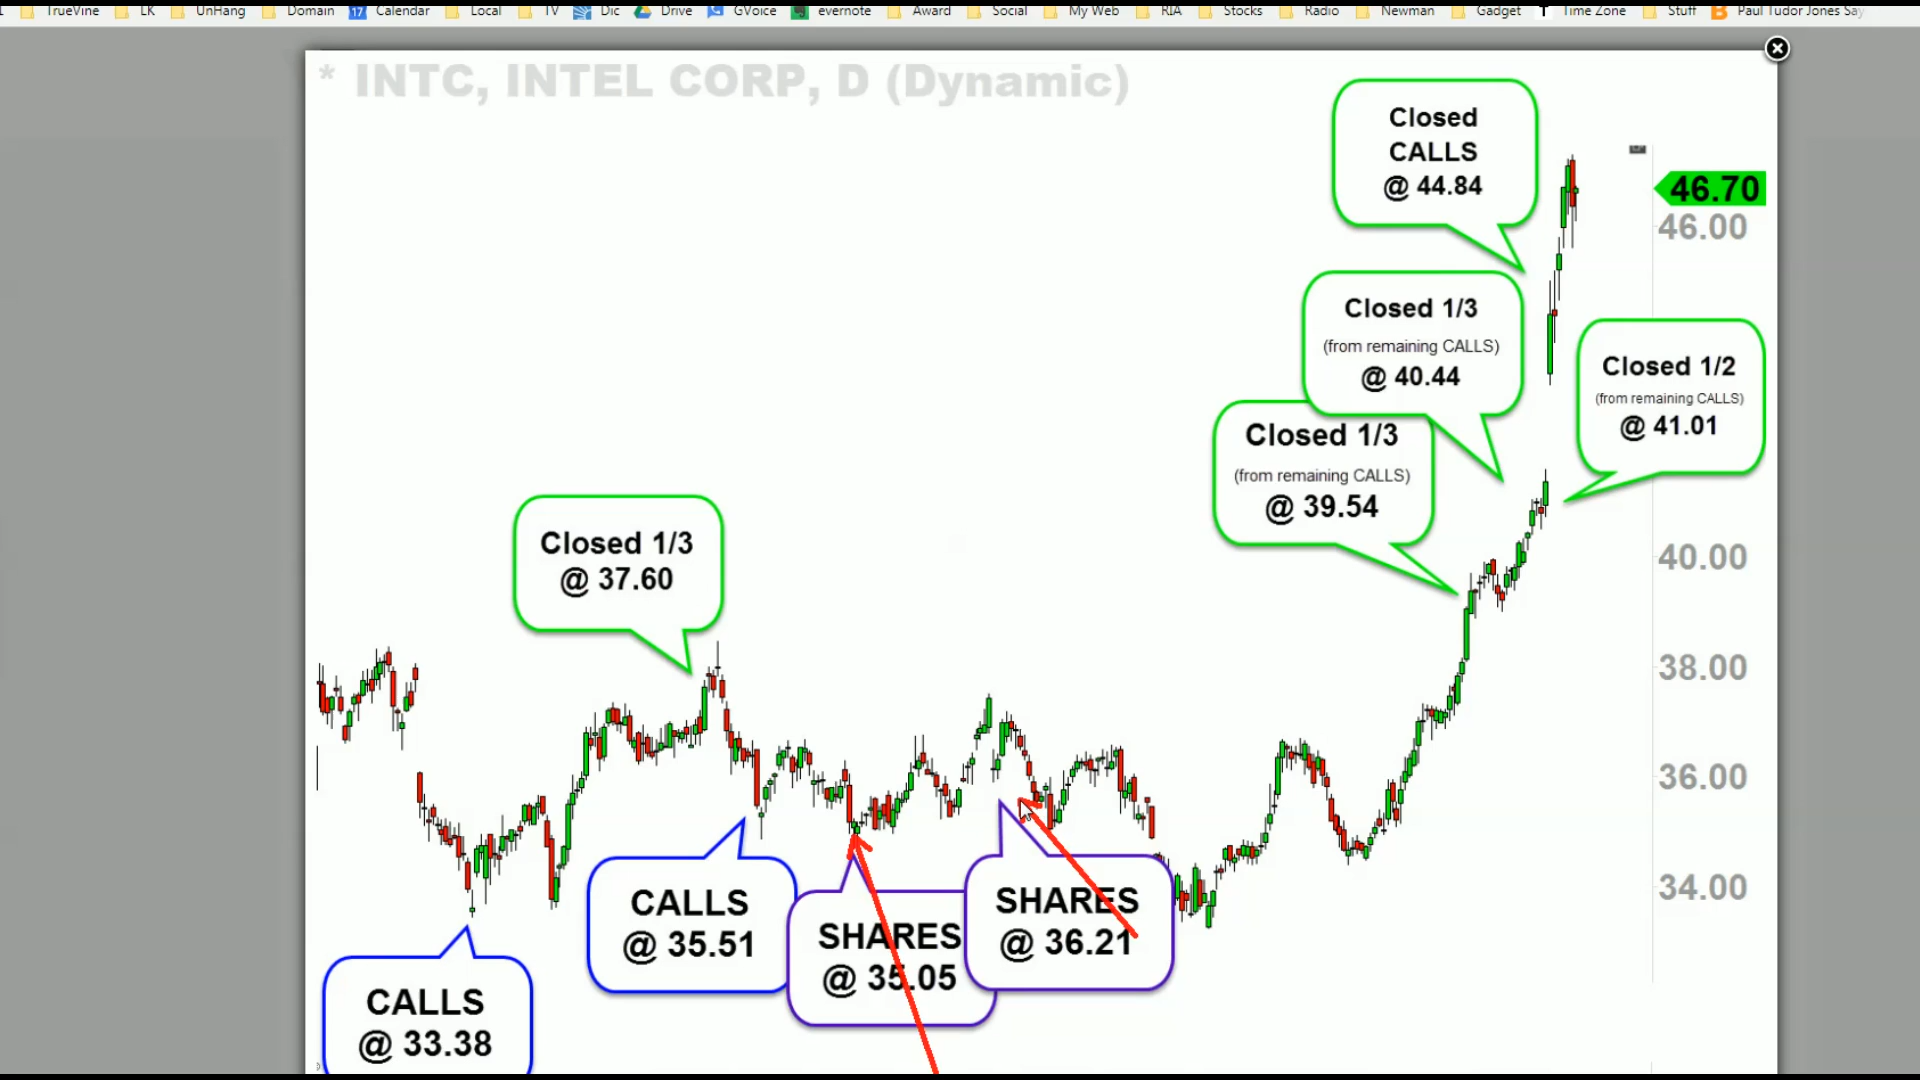 TrueVine LK UnHang Domain 17 Calendar Local TV Dic Drive GVoice evernote Award Social My Web RIA Stocks Radio Newman Gadget Time Zone Stuff Paul Tudor Jones Say
* INTC, INTEL CORP, D (Dynamic)
Closed
CALLS
@ 44.84
46.70
46.00
Closed 1/3
(from remaining CALLS)
@ 40.44
Closed 1/2
(from remaining CALLS)
@ 41.01
Closed 1/3
(from remaining CALLS)
@ 39.54
Closed 1/3
@ 37.60
40.00
38.00
36.00
34.00
CALLS
@ 35.51
SHARES
@ 35.05
SHARES
@ 36.21
CALLS
@ 33.38